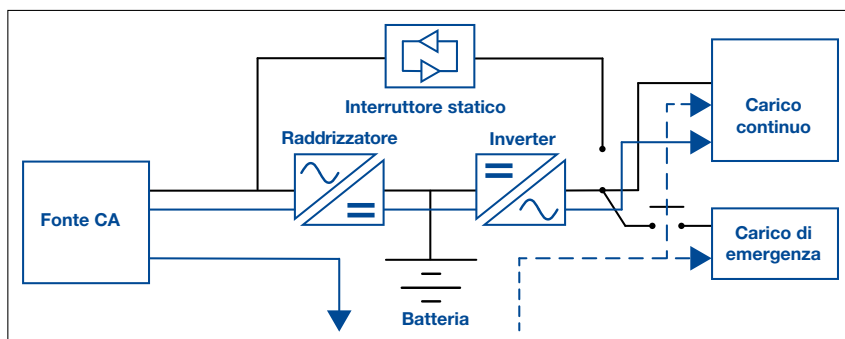 Interruttore statico
Raddrizzatore
Inverter
Carico
continuo
Fonte CA
Carico di
emergenza
Batteria